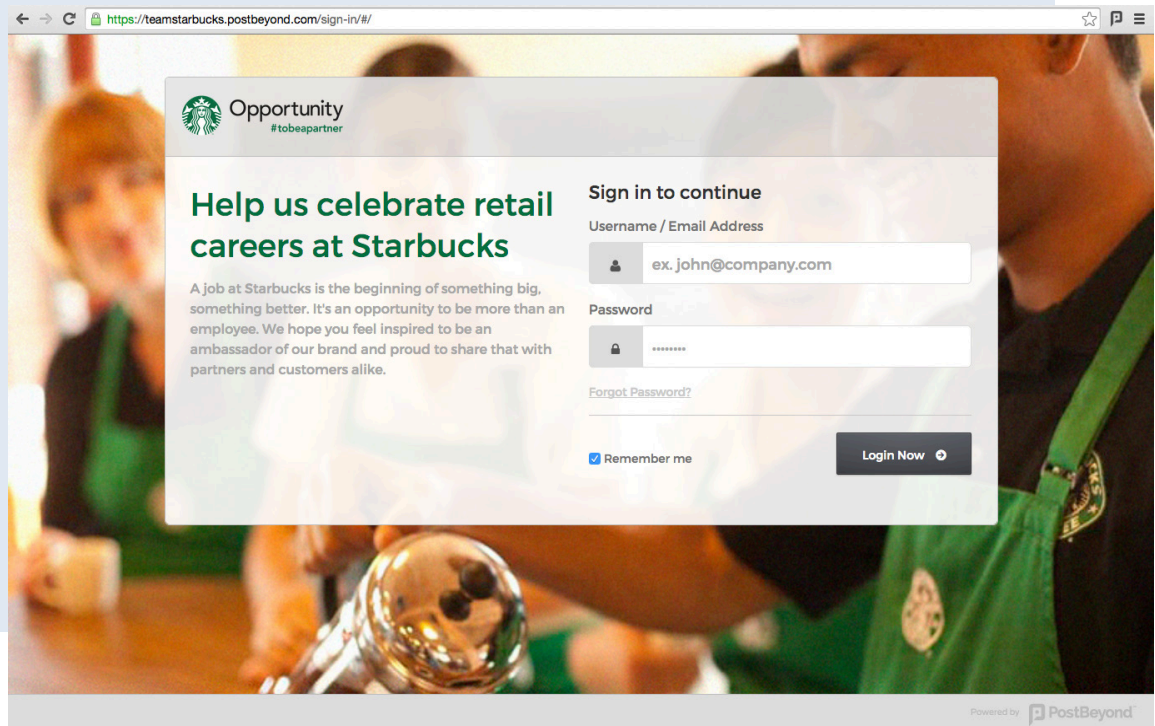 https://teamstarbucks.postbeyond.com/sign-in/#/
Opportunity
#tobeapartner
Help us celebrate retail
careers at Starbucks
A job at Starbucks is the beginning of something big,
something better. It's an opportunity to be more than an
employee. We hope you feel inspired to be an
ambassador of our brand and proud to share that with
partners and customers alike.
Sign in to continue
Username / Email Address
ex. john@company.com
Password
Forgot Password?
Remember me
Login Now
Powered by PostBeyond